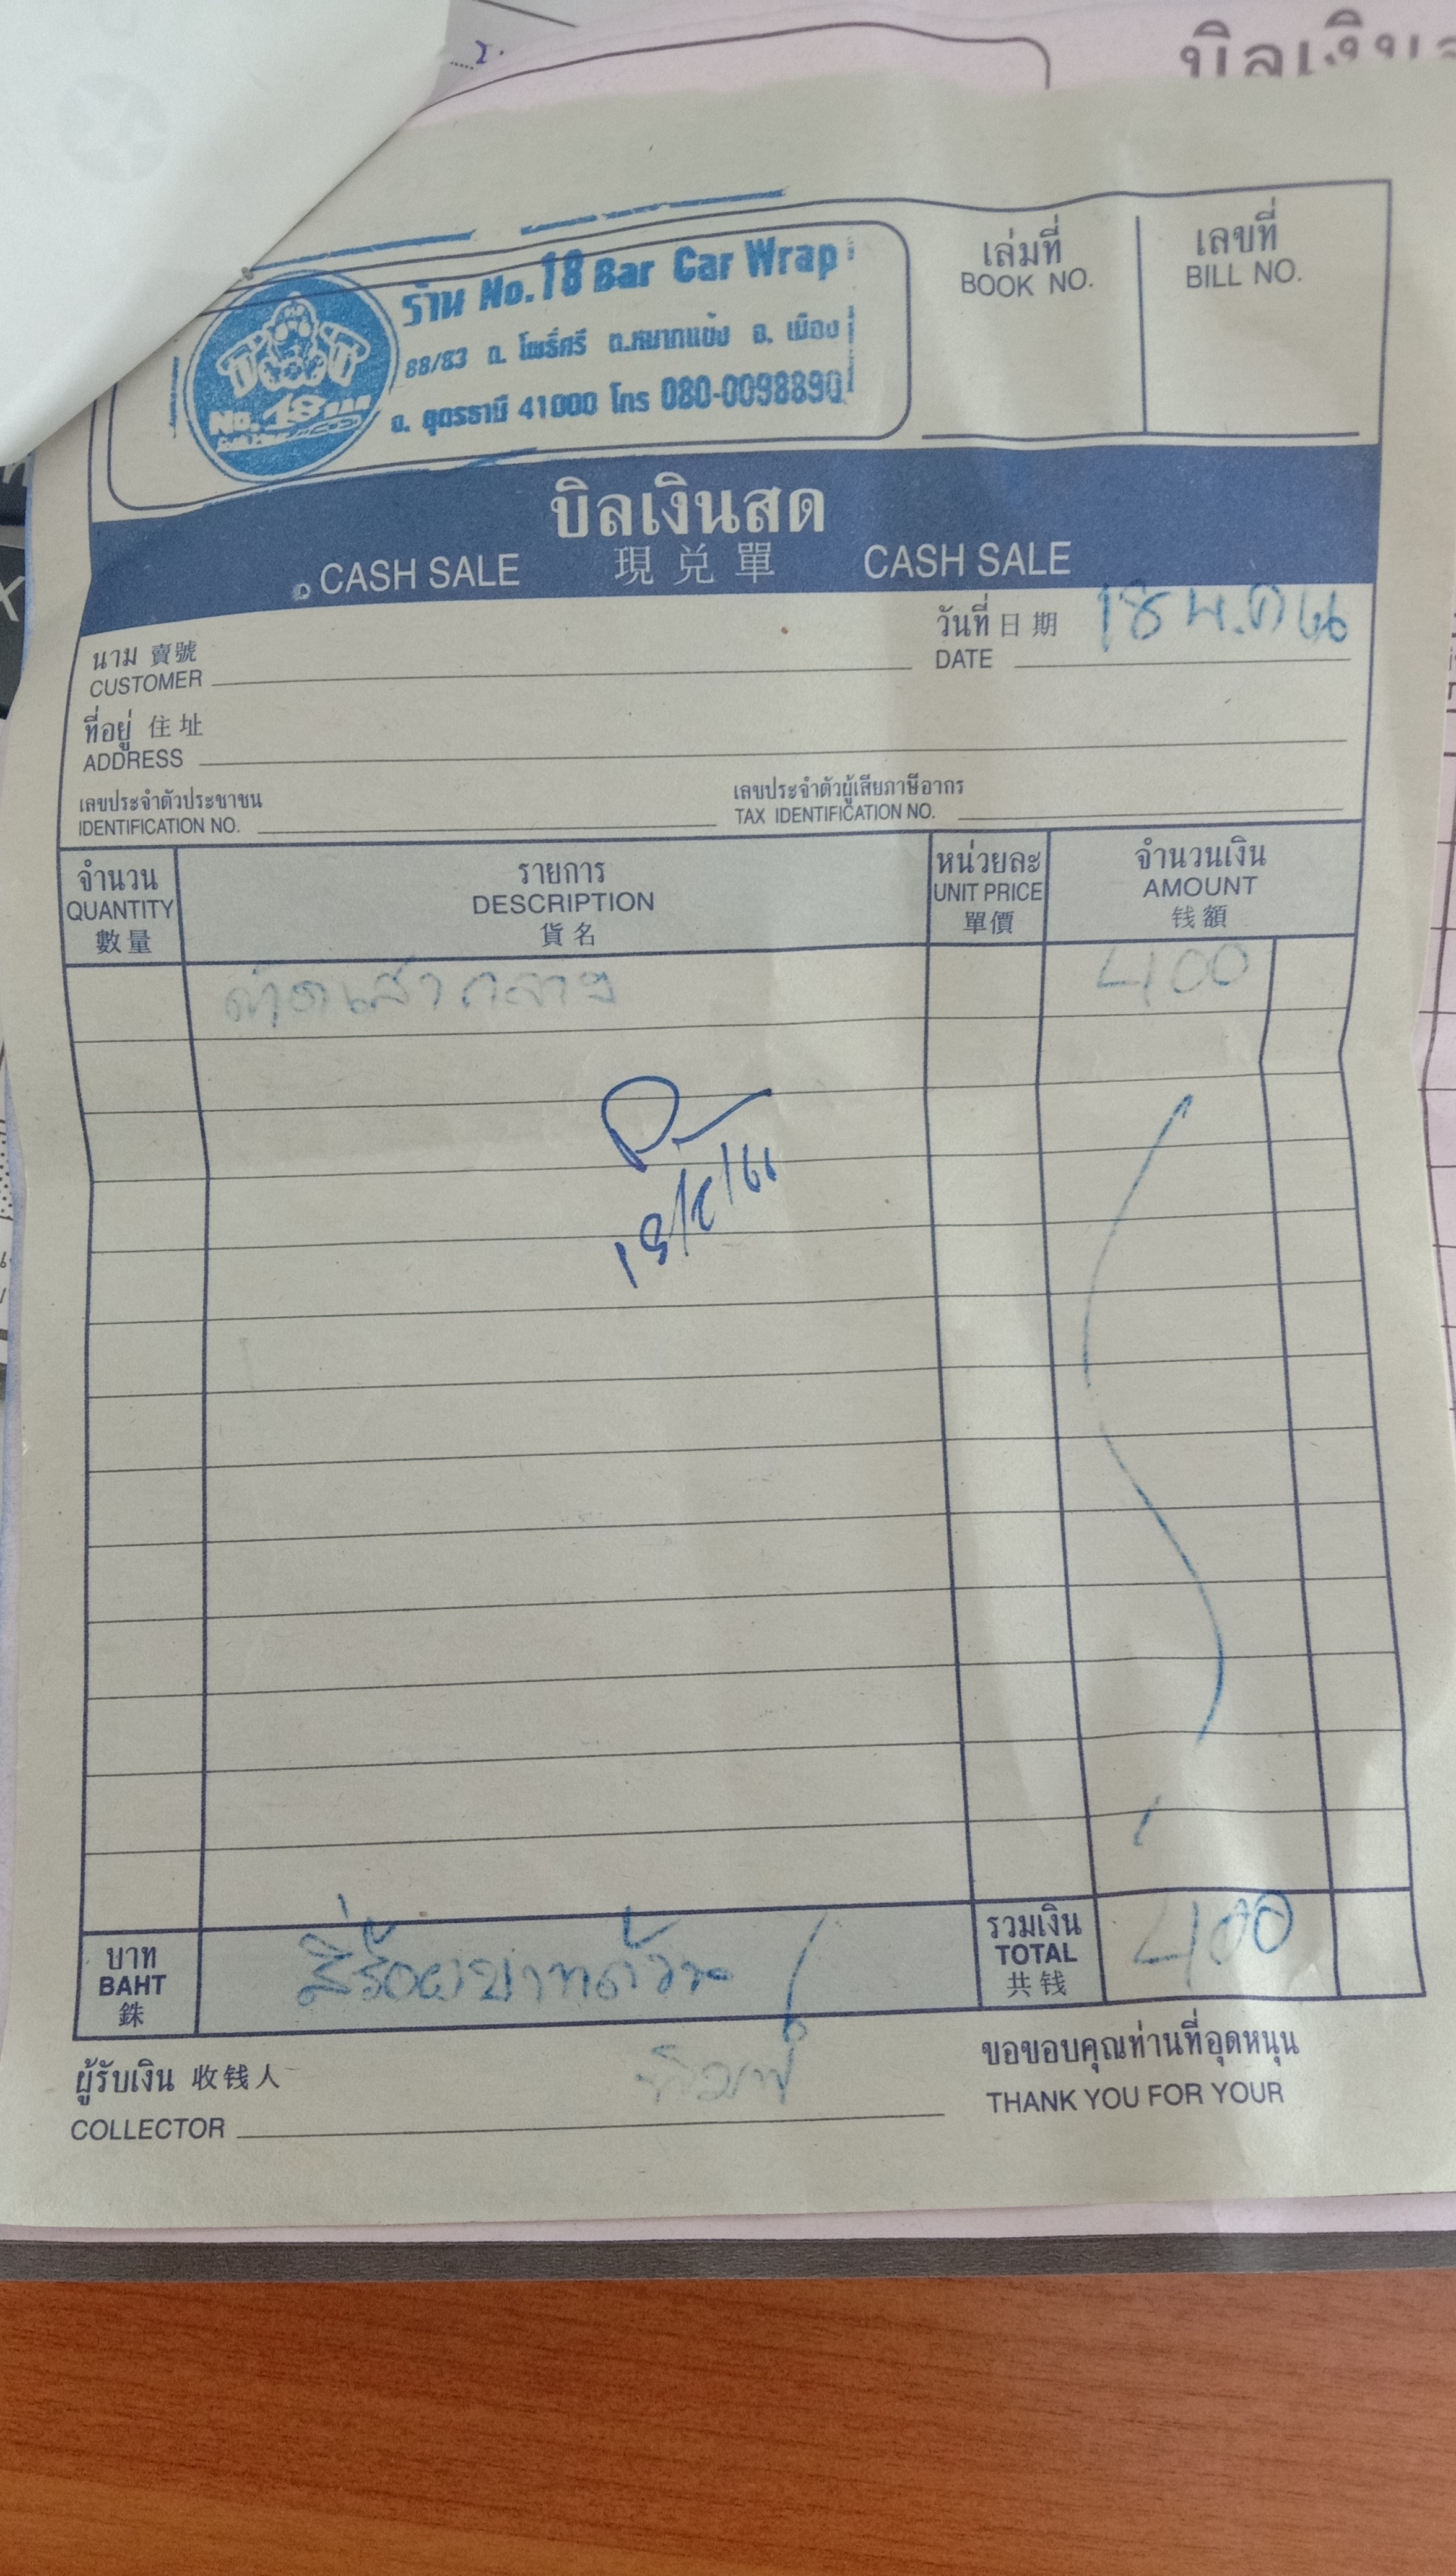 บิลเงินส
ร้าน No.18 Bar Car Wrap
88/83 ถ. โพธิ์ศรี ต.หมากแข้ง อ. เมือง
จ. อุดรธานี 41000 โทร 080-0098890
No.18
เล่มที่
BOOK NO.
เลขที่
BILL NO.
บิลเงินสด
CASH SALE 現兑單 CASH SALE
วันที่ 日期 18 พ.ค 66
DATE
นาม 賣號
CUSTOMER
ที่อยู่ 住址
ADDRESS
เลขประจำตัวประชาชน
IDENTIFICATION NO.
เลขประจำตัวผู้เสียภาษีอากร
TAX IDENTIFICATION NO.
จำนวน
QUANTITY
數量
รายการ
DESCRIPTION
貨名
หน่วยละ
UNIT PRICE
單價
จำนวนเงิน
AMOUNT
钱額
เสากลาง 400
บาท
BAHT
銖
สี่ร้อยบาทถ้วน
รวมเงิน
TOTAL
共钱
400
ผู้รับเงิน 收钱人
COLLECTOR
ขอขอบคุณท่านที่อุดหนุน
THANK YOU FOR YOUR